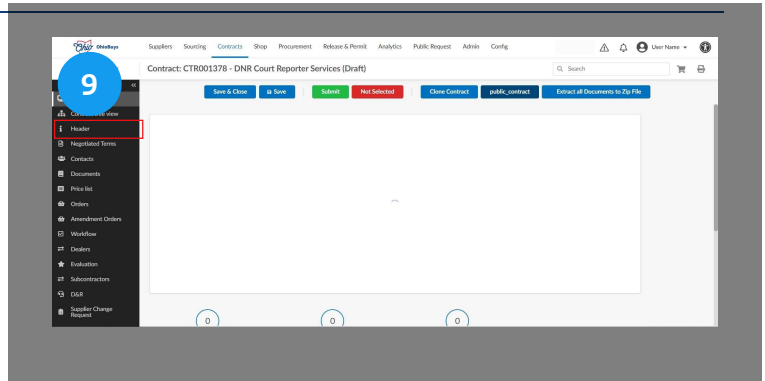 Ohio OhioBuys
Suppliers Sourcing Contracts Shop Procurement Release & Permit Analytics Public Request Admin Config
User Name
Contract: CTR001378 - DNR Court Reporter Services (Draft)
Search
9
Save & Close Save Submit Not Selected Clone Contract public_contract Extract all Documents to Zip File
view
Header
Negotiated Terms
Contacts
Documents
Price list
Orders
Amendment Orders
Workflow
Dealers
Evaluation
Subcontractors
D&R
Supplier Change
Request
0 0 0